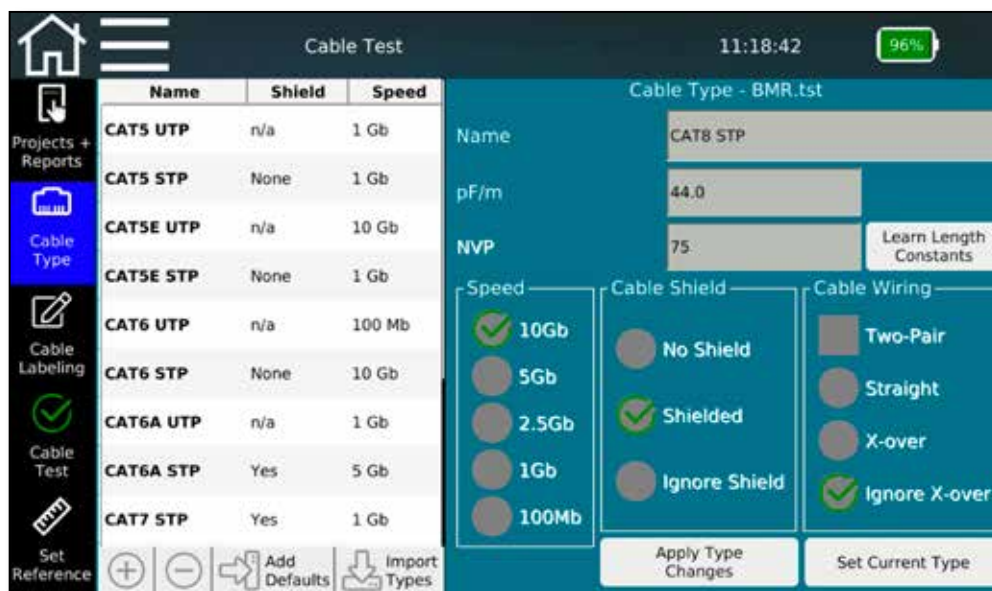 Cable Test
11:18:42
96%
Projects +
Reports
Cable
Type
Cable
Labeling
Cable
Test
Set
Reference
Name Shield Speed
CAT5 UTP n/a 1 Gb
CAT5 STP None 1 Gb
CAT5E UTP n/a 10 Gb
CAT5E STP None 1 Gb
CAT6 UTP n/a 100 Mb
CAT6 STP None 10 Gb
CAT6A UTP n/a 1 Gb
CAT6A STP Yes 5 Gb
CAT7 STP Yes 1 Gb
Add
Defaults
Import
Types
Cable Type - BMR.tst
Name CAT8 STP
pF/m 44.0
NVP 75
Learn Length
Constants
Speed
10Gb
5Gb
2.5Gb
1Gb
100Mb
Cable Shield
No Shield
Shielded
Ignore Shield
Cable Wiring
Two-Pair
Straight
X-over
Ignore X-over
Apply Type
Changes
Set Current Type